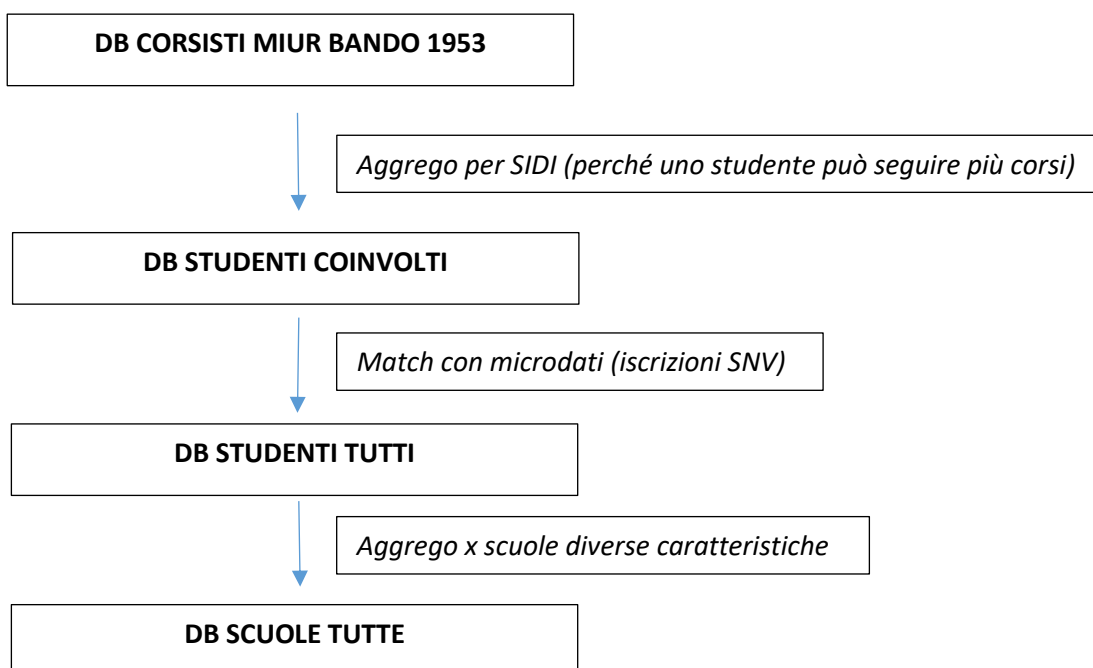 DB CORSISTI MIUR BANDO 1953
Aggrego per SIDI (perché uno studente può seguire più corsi)
DB STUDENTI COINVOLTI
Match con microdati (iscrizioni SNV)
DB STUDENTI TUTTI
Aggrego x scuole diverse caratteristiche
DB SCUOLE TUTTE